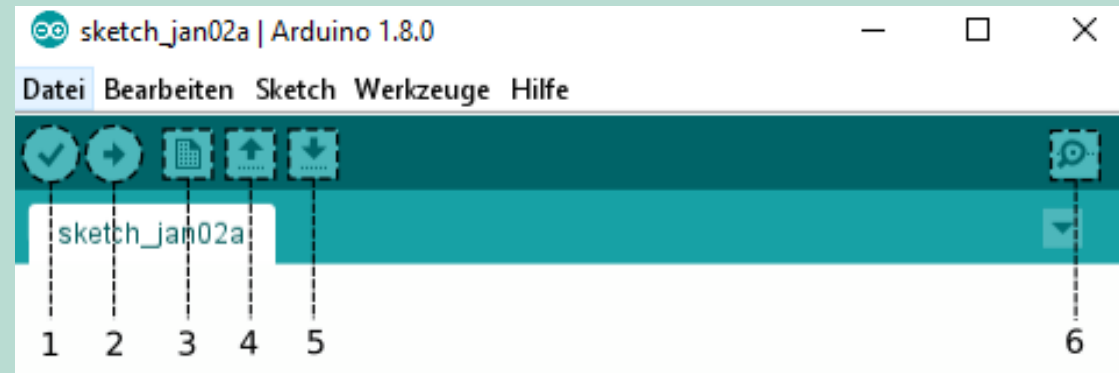 sketch_jan02a | Arduino 1.8.0
Datei Bearbeiten Sketch Werkzeuge Hilfe
sketch_jan02a
1 2 3 4 5 6